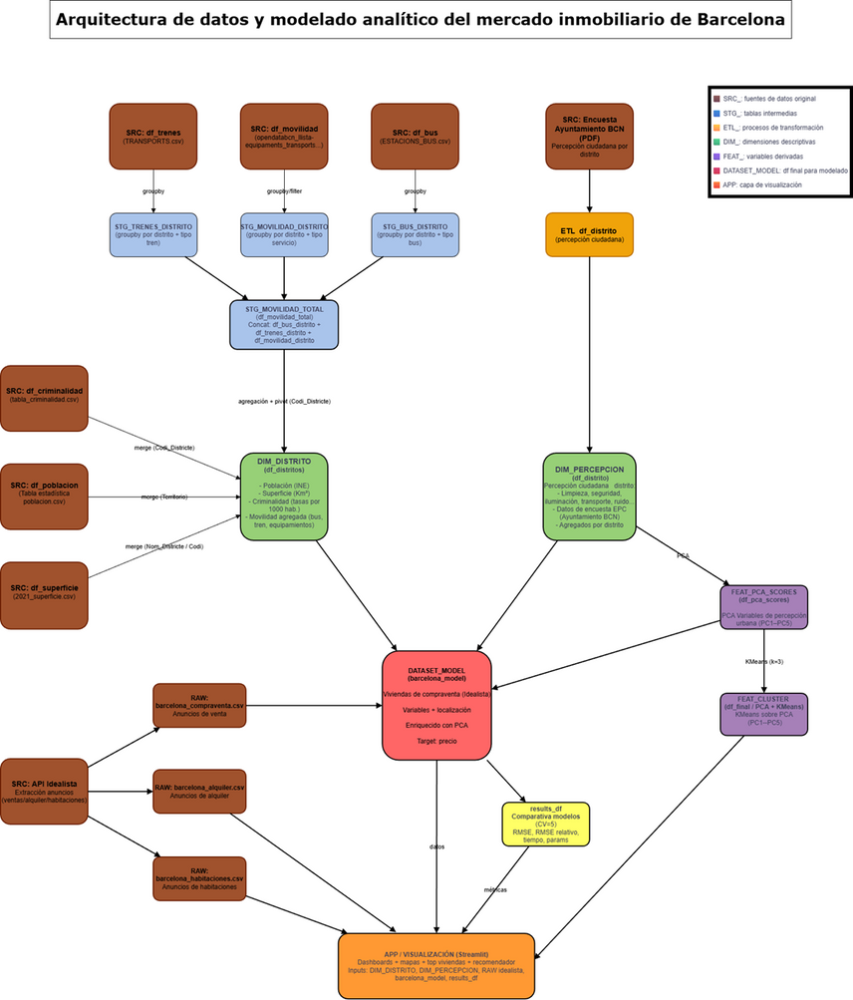 Arquitectura de datos y modelado analítico del mercado inmobiliario de Barcelona
SRC_: fuentes de datos original
STG_: tablas intermedias
ETL_: procesos de transformación
DIM_: dimensiones descriptivas
FEAT_: variables derivadas
DATASET_MODEL: df final para modelado
APP: capa de visualización
SRC: df_trenes
(TRANSPORTS.csv)
SRC: df_movilidad
(opendatabcn_llista-
equipaments_transports...)
SRC: df_bus
(ESTACIONS_BUS.csv)
SRC: Encuesta
Ayuntamiento BCN
(PDF)
Percepción ciudadana por
distrito
groupby
groupby/filter
groupby
STG_TRENES_DISTRITO
(groupby por distrito + tipo
tren)
STG_MOVILIDAD_DISTRITO
(groupby por distrito + tipo
servicio)
STG_BUS_DISTRITO
(groupby por distrito + tipo
bus)
ETL df_distrito
(percepción ciudadana)
STG_MOVILIDAD_TOTAL
(df_movilidad_total)
Concat: df_bus_distrito +
df_trenes_distrito +
df_movilidad_distrito
agregación + pivot (Codi_Districte)
SRC: df_criminalidad
(tabla_criminalidad.csv)
merge (Codi_Districte)
SRC: df_poblacion
(Tabla estadística
poblacion.csv)
merge (Territorio)
SRC: df_superficie
(2021_superficie.csv)
merge (Nom_Districte / Codi)
DIM_DISTRITO
(df_distritos)
- Población (INE)
- Superficie (Km²)
- Criminalidad (tasas por
1000 hab.)
- Movilidad agregada (bus,
tren, equipamientos)
DIM_PERCEPCION
(df_distrito)
Percepción ciudadana distrito:
- Limpieza, seguridad,
iluminación, transporte, ruido...
- Datos de encuesta EPC
(Ayuntamiento BCN)
- Agregados por distrito
PCA
FEAT_PCA_SCORES
(df_pca_scores)
PCA Variables de percepción
urbana (PC1–PC5)
KMeans (k=3)
FEAT_CLUSTER
(df_final / PCA + KMeans)
KMeans sobre PCA
(PC1–PC5)
DATASET_MODEL
(barcelona_model)
Viviendas de compraventa (Idealista)
Variables + localización
Enriquecido con PCA
Target: precio
RAW:
barcelona_compraventa.csv
Anuncios de venta
SRC: API Idealista
Extracción anuncios
(ventas/alquiler/habitaciones)
RAW: barcelona_alquiler.csv
Anuncios de alquiler
RAW:
barcelona_habitaciones.csv
Anuncios de habitaciones
results_df
Comparativa modelos
(CV=5)
RMSE, RMSE relativo,
tiempo, params
datos
métricas
APP / VISUALIZACIÓN (Streamlit)
Dashboards + mapas + top viviendas + recomendador
Inputs: DIM_DISTRITO, DIM_PERCEPCION, RAW idealista,
barcelona_model, results_df